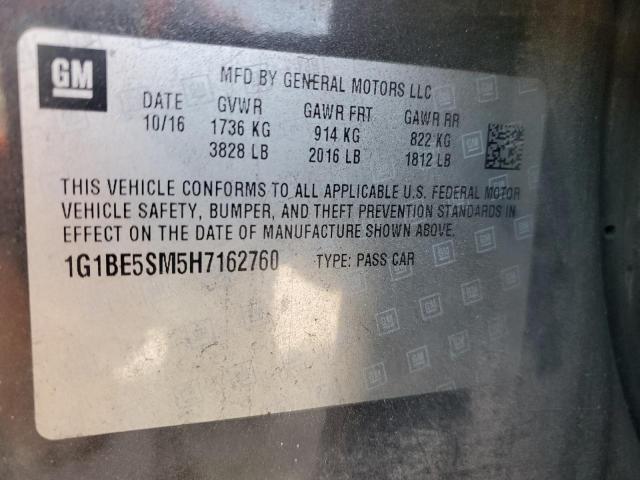 GM
MFD BY GENERAL MOTORS LLC
DATE GVWR GAWR FRT GAWR RR
10/16 1736 KG 914 KG 822 KG
3828 LB 2016 LB 1812 LB
THIS VEHICLE CONFORMS TO ALL APPLICABLE U.S. FEDERAL MOTOR
VEHICLE SAFETY, BUMPER, AND THEFT PREVENTION STANDARDS IN
EFFECT ON THE DATE OF MANUFACTURE SHOWN ABOVE.
1G1BE5SM5H7162760 TYPE: PASS CAR